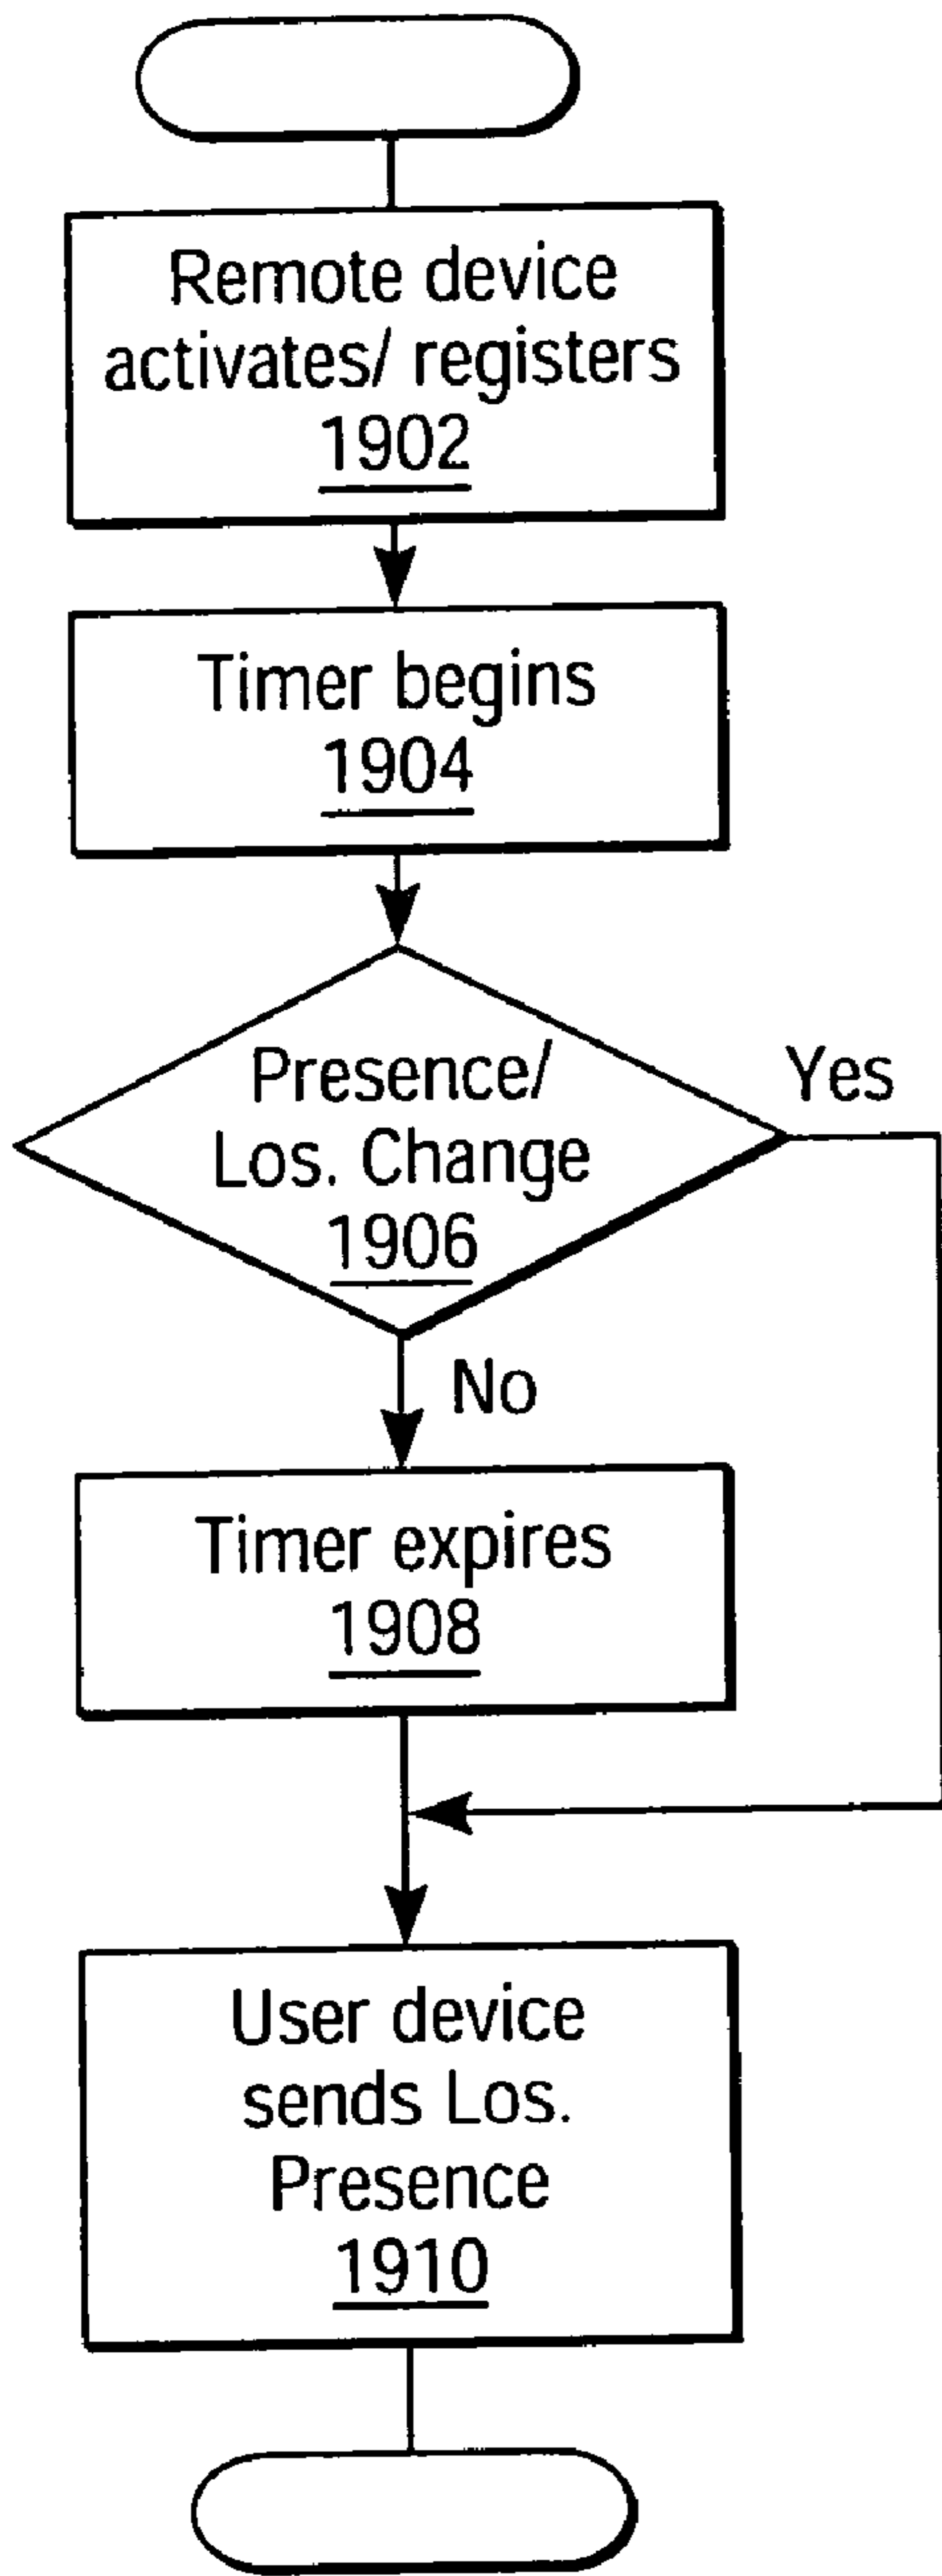 Remote device
activates/ registers
1902
Timer begins
1904
Presence/
Los. Change
1906
Yes
No
Timer expires
1908
User device
sends Los.
Presence
1910